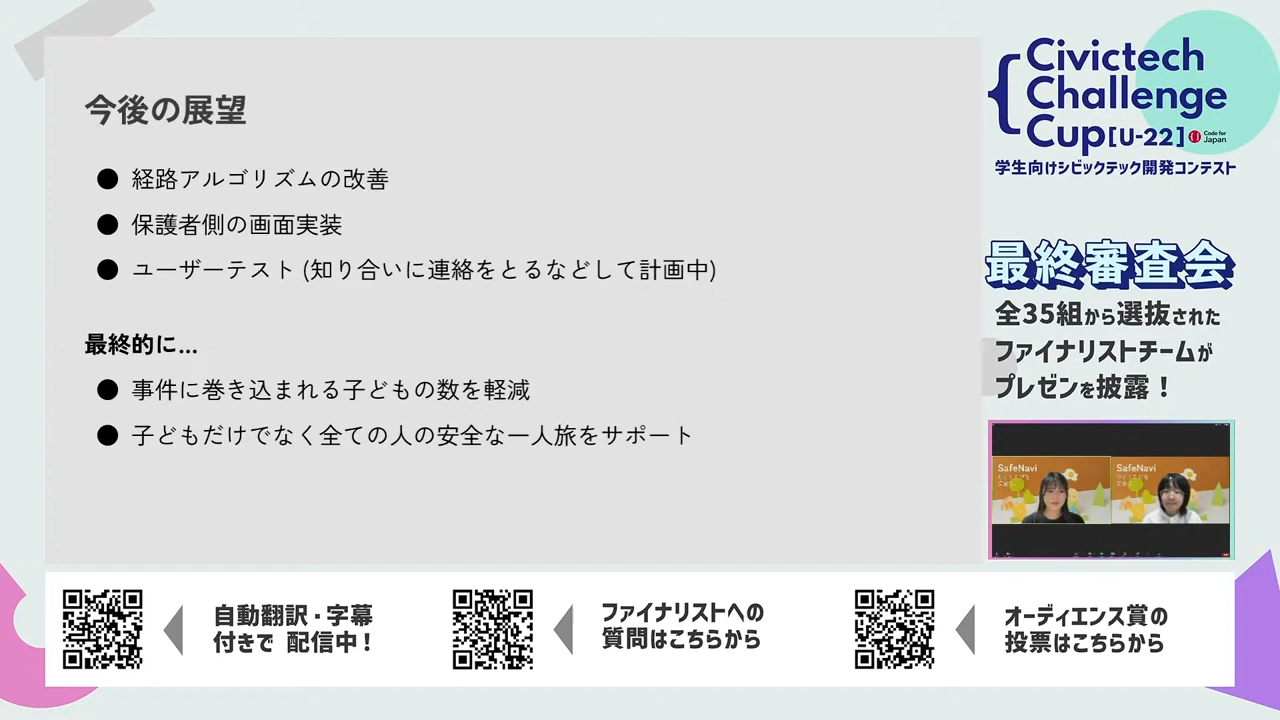 今後の展望
● 経路アルゴリズムの改善
● 保護者側の画面実装
● ユーザーテスト (知り合いに連絡をとるなどして計画中)
最終的に...
● 事件に巻き込まれる子どもの数を軽減
● 子どもだけでなく全ての人の安全な一人旅をサポート
Civictech
Challenge
Cup[U-22]
Code for
Japan
学生向けシビックテック開発コンテスト
最終審査会
全35組から選抜された
ファイナリストチームが
プレゼンを披露！
SafeNavi
SafeNavi
自動翻訳・字幕
付きで 配信中！
ファイナリストへの
質問はこちらから
オーディエンス賞の
投票はこちらから